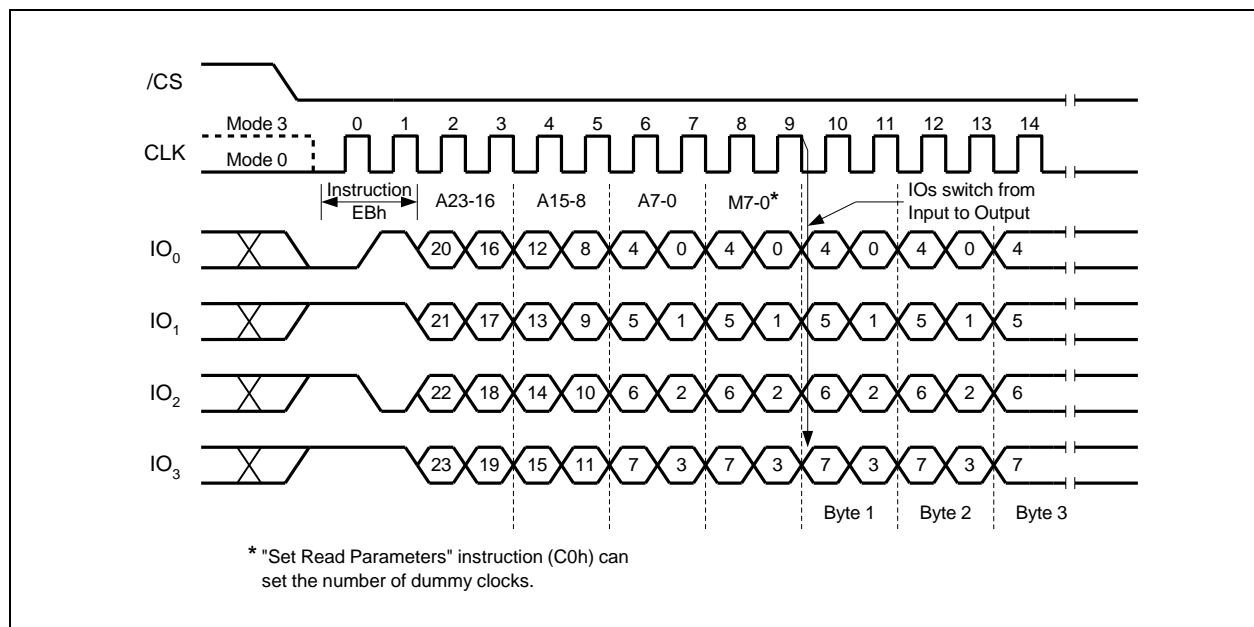 /CS
Mode 3
0 1 2 3 4 5 6 7 8 9 10 11 12 13 14
CLK
Mode 0
Instruction
EBh
A23-16 A15-8 A7-0 M7-0*
IOs switch from
Input to Output
IO0 20 16 12 8 4 0 4 0 4 0 4 0 4
IO1 21 17 13 9 5 1 5 1 5 1 5 1 5
IO2 22 18 14 10 6 2 6 2 6 2 6 2 6
IO3 23 19 15 11 7 3 7 3 7 3 7 3 7
Byte 1 Byte 2 Byte 3
* "Set Read Parameters" instruction (C0h) can
set the number of dummy clocks.